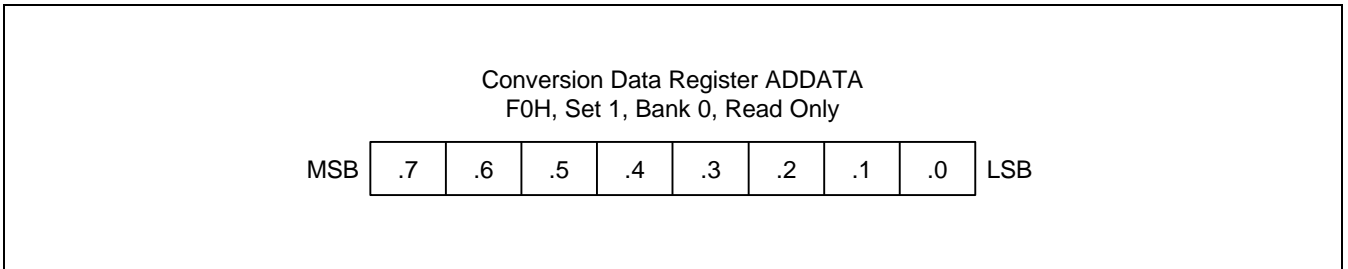 Conversion Data Register ADDATA
F0H, Set 1, Bank 0, Read Only
MSB .7 .6 .5 .4 .3 .2 .1 .0 LSB